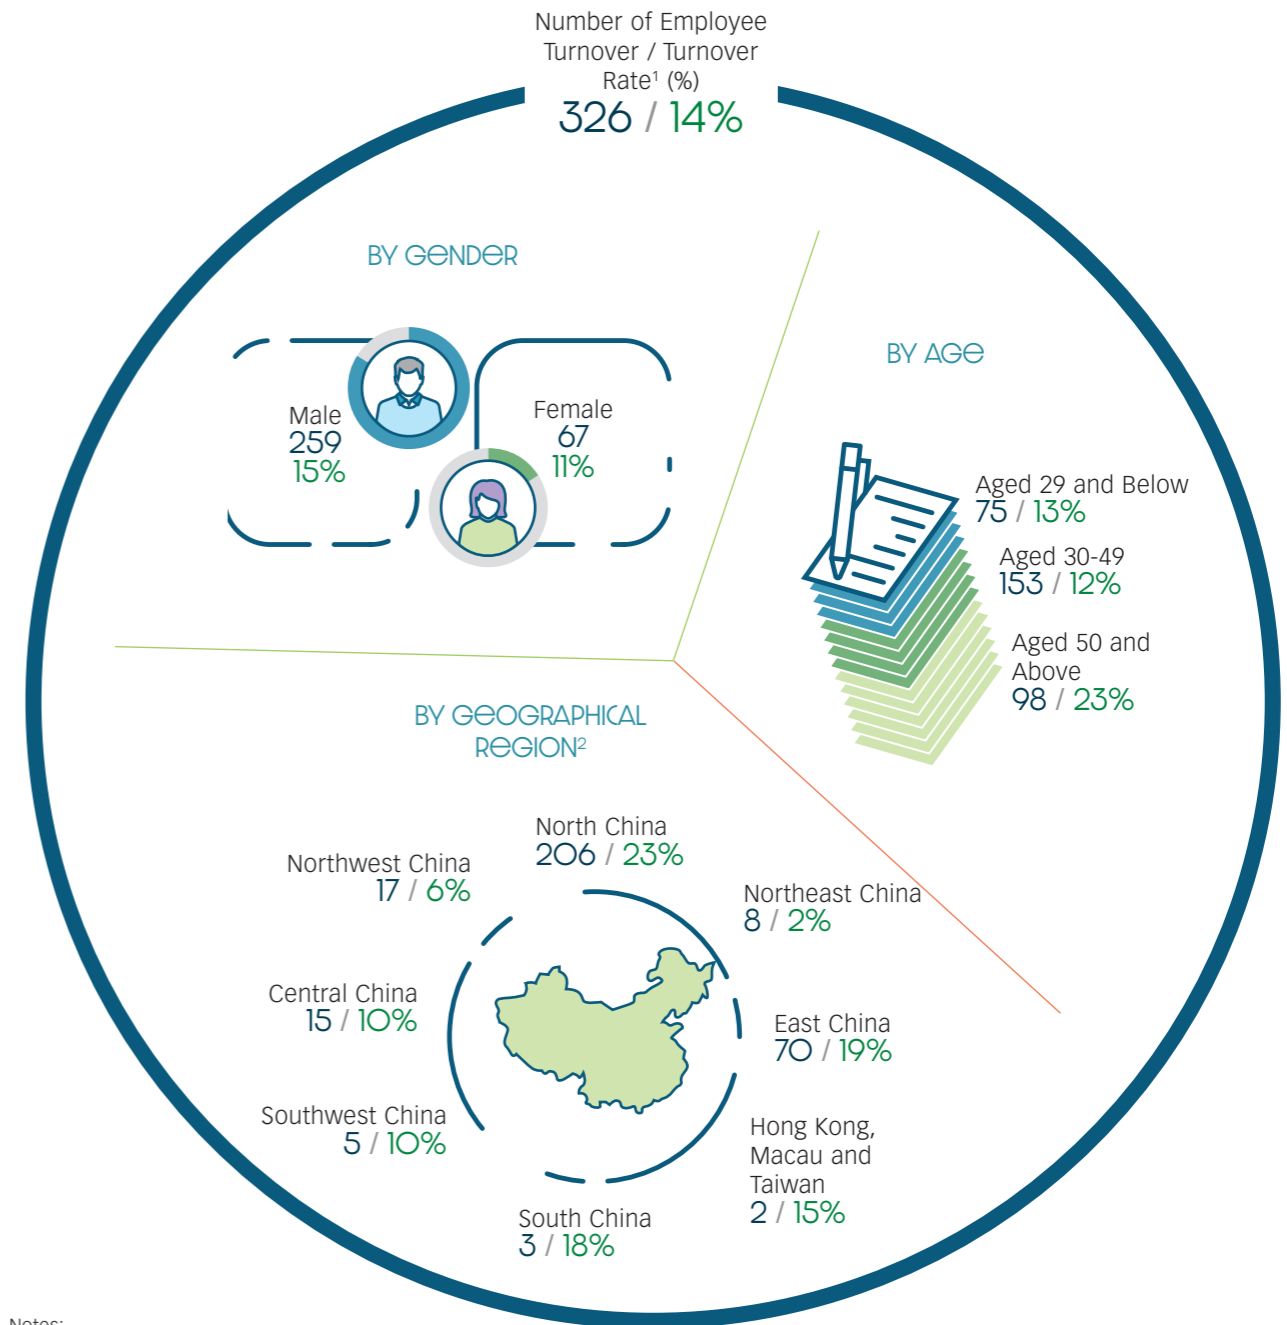 Number of Employee
Turnover / Turnover
Rate¹ (%)
326 / 14%
BY GENDER
Male
259
15%
Female
67
11%
BY AGE
Aged 29 and Below
75 / 13%
Aged 30-49
153 / 12%
Aged 50 and
Above
98 / 23%
BY GEOGRAPHICAL
REGION²
North China
206 / 23%
Northwest China
17 / 6%
Northeast China
8 / 2%
Central China
15 / 10%
East China
70 / 19%
Southwest China
5 / 10%
Hong Kong,
Macau and
Taiwan
2 / 15%
South China
3 / 18%
Notes: